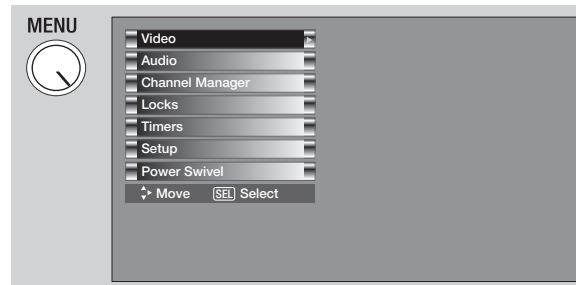 MENU
Video
Audio
Channel Manager
Locks
Timers
Setup
Power Swivel
Move SEL Select